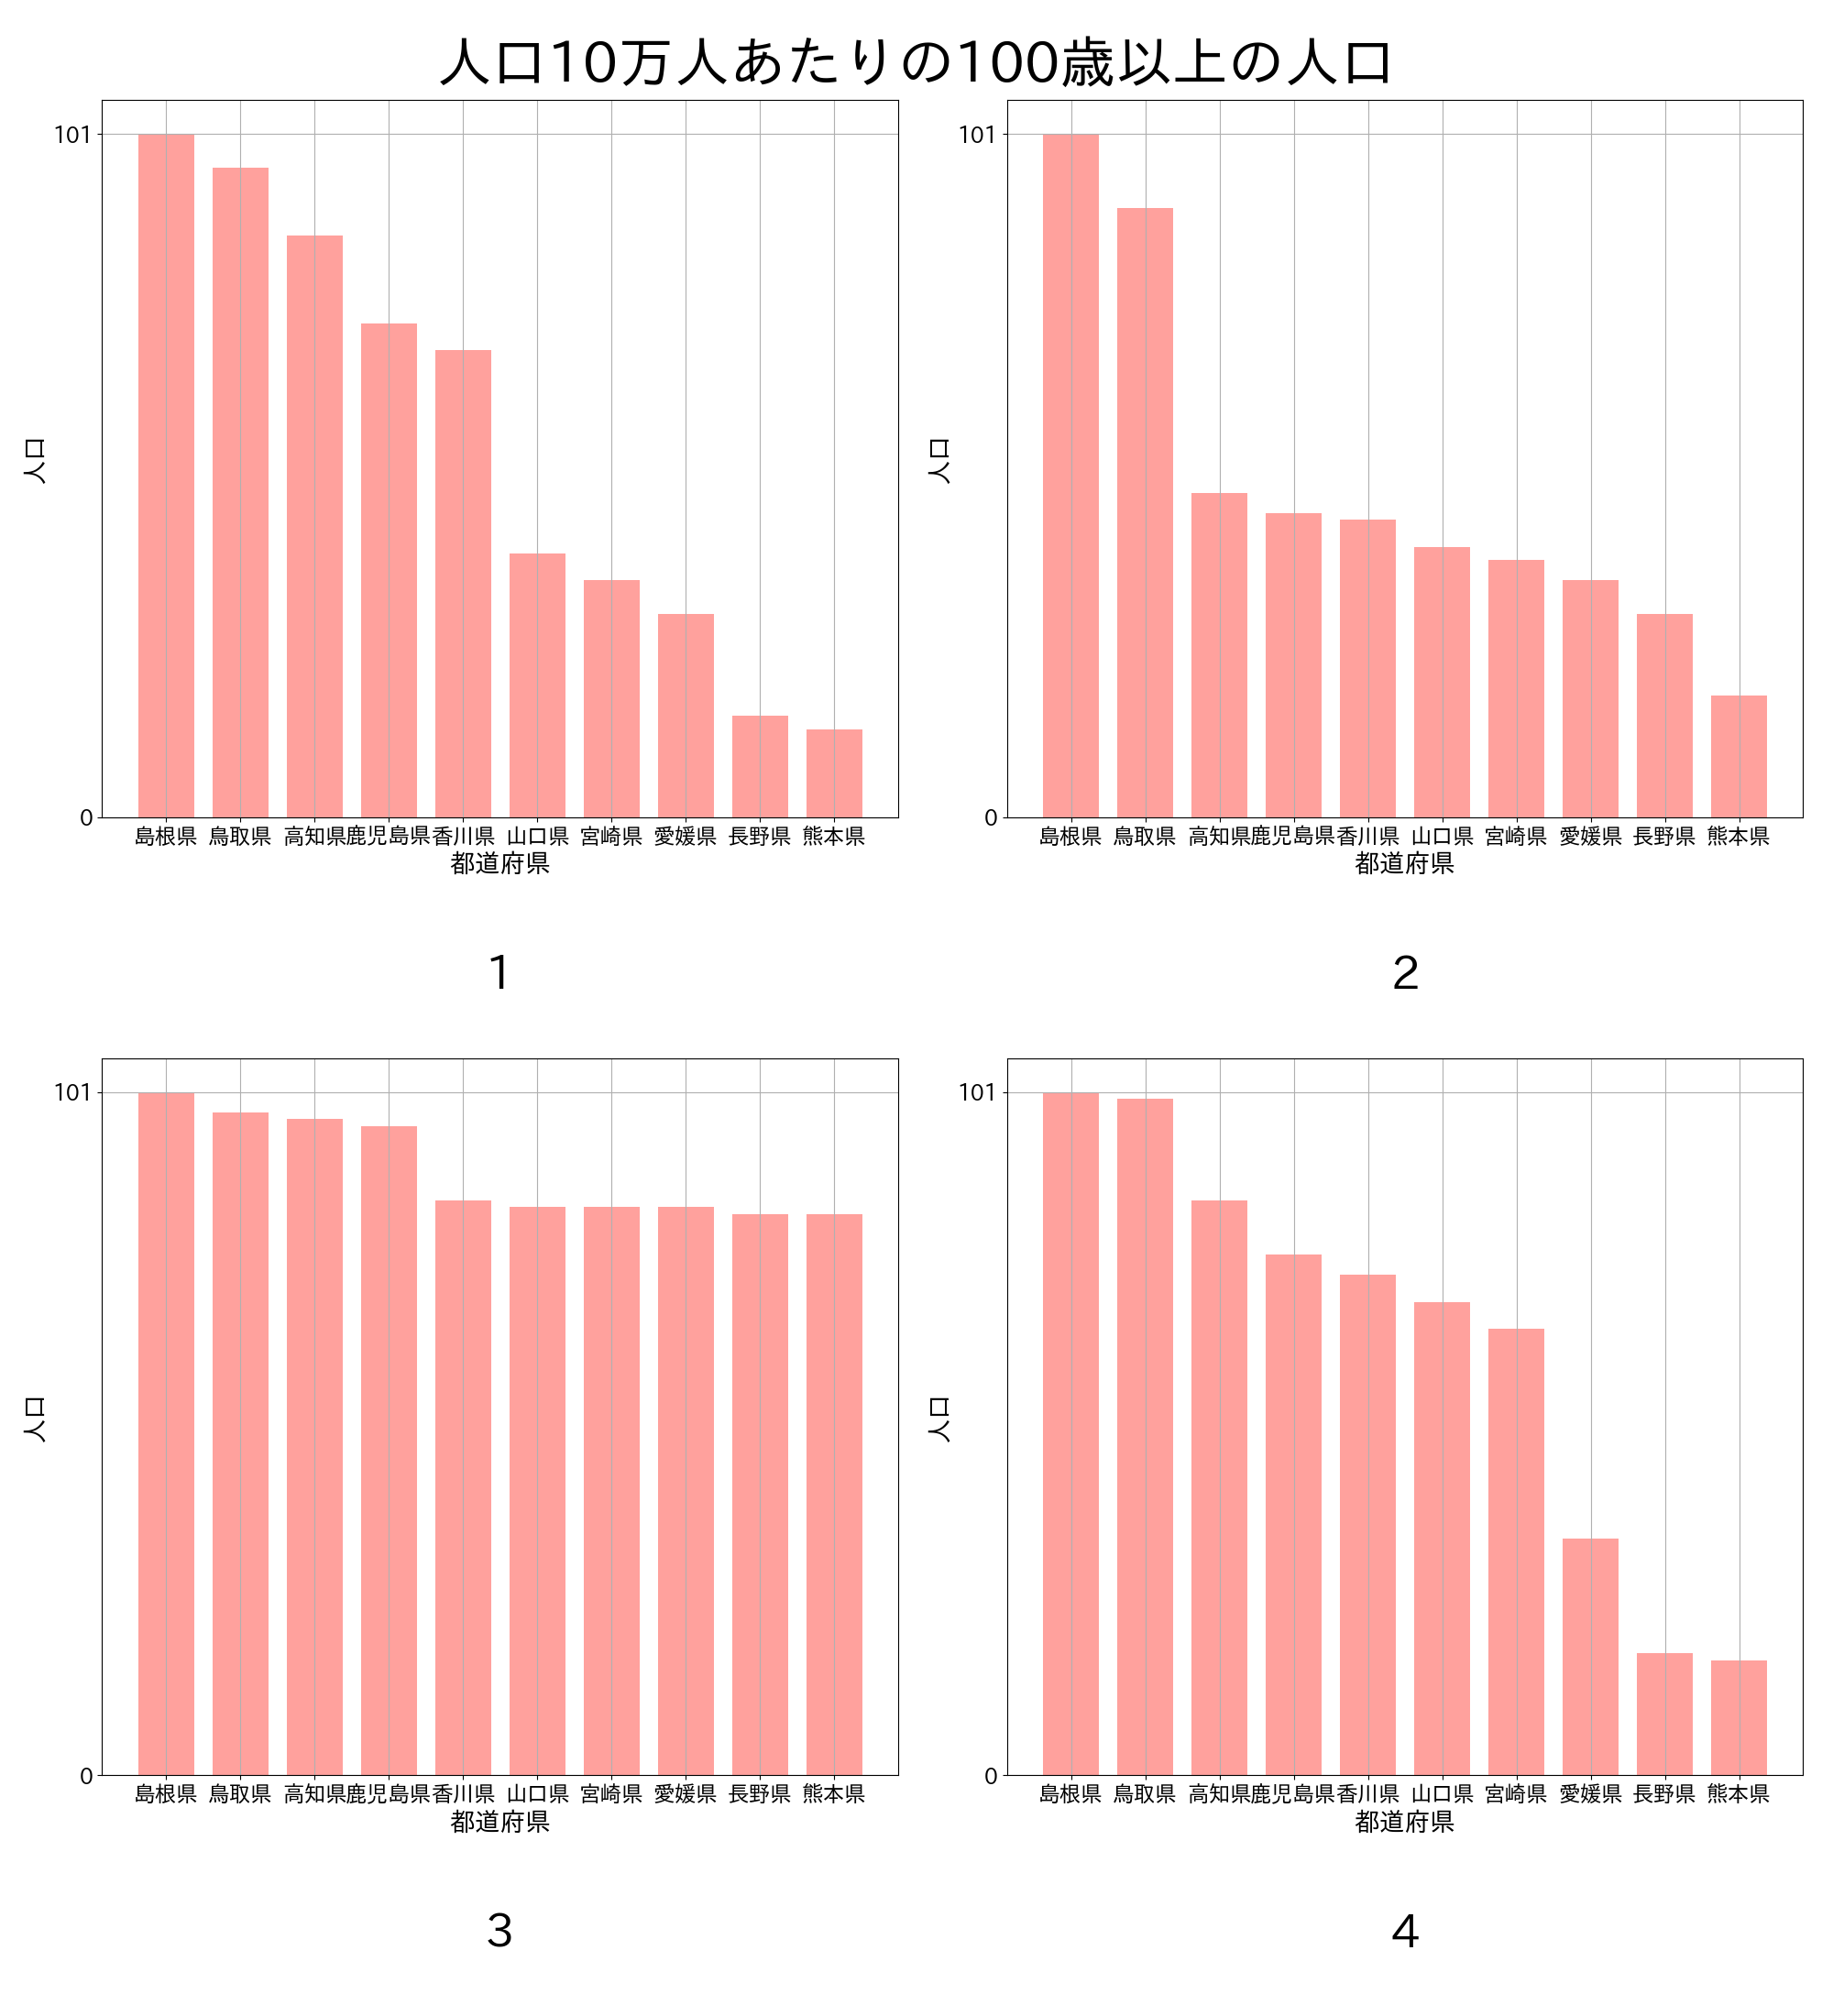 人口10万人あたりの100歳以上の人口
101
0
人口
島根県 鳥取県 高知県 鹿児島県 香川県 山口県 宮崎県 愛媛県 長野県 熊本県
都道府県
1
101
0
人口
島根県 鳥取県 高知県 鹿児島県 香川県 山口県 宮崎県 愛媛県 長野県 熊本県
都道府県
2
101
0
人口
島根県 鳥取県 高知県 鹿児島県 香川県 山口県 宮崎県 愛媛県 長野県 熊本県
都道府県
3
101
0
人口
島根県 鳥取県 高知県 鹿児島県 香川県 山口県 宮崎県 愛媛県 長野県 熊本県
都道府県
4